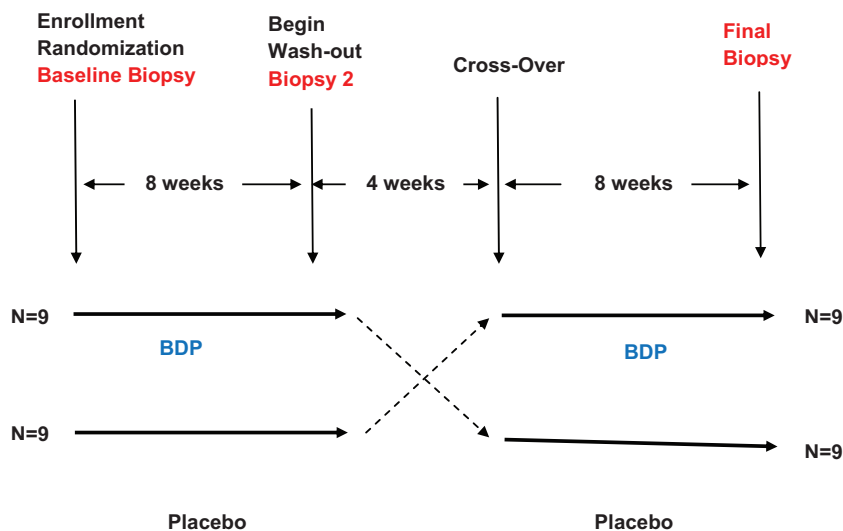 Enrollment
Randomization
Baseline Biopsy
Begin
Wash-out
Biopsy 2
Cross-Over
Final
Biopsy
8 weeks
4 weeks
8 weeks
N=9
N=9
BDP
BDP
N=9
N=9
Placebo
Placebo